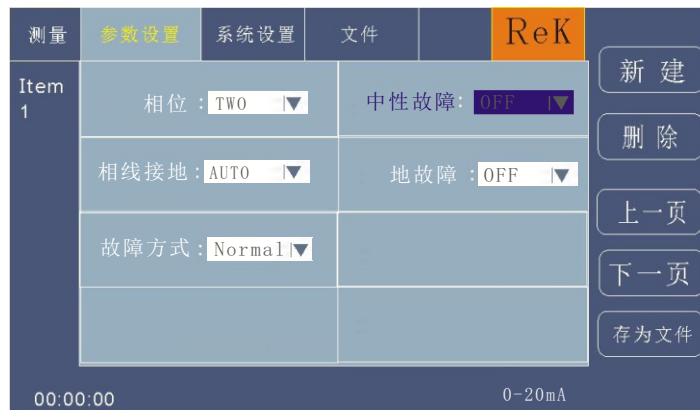 测量 参数设置 系统设置 文件 ReK
Item 1
相位：TWO 中性故障：OFF
相线接地：AUTO 地故障：OFF
故障方式：Normal
新建
删除
上一页
下一页
存为文件
00:00:00 0-20mA